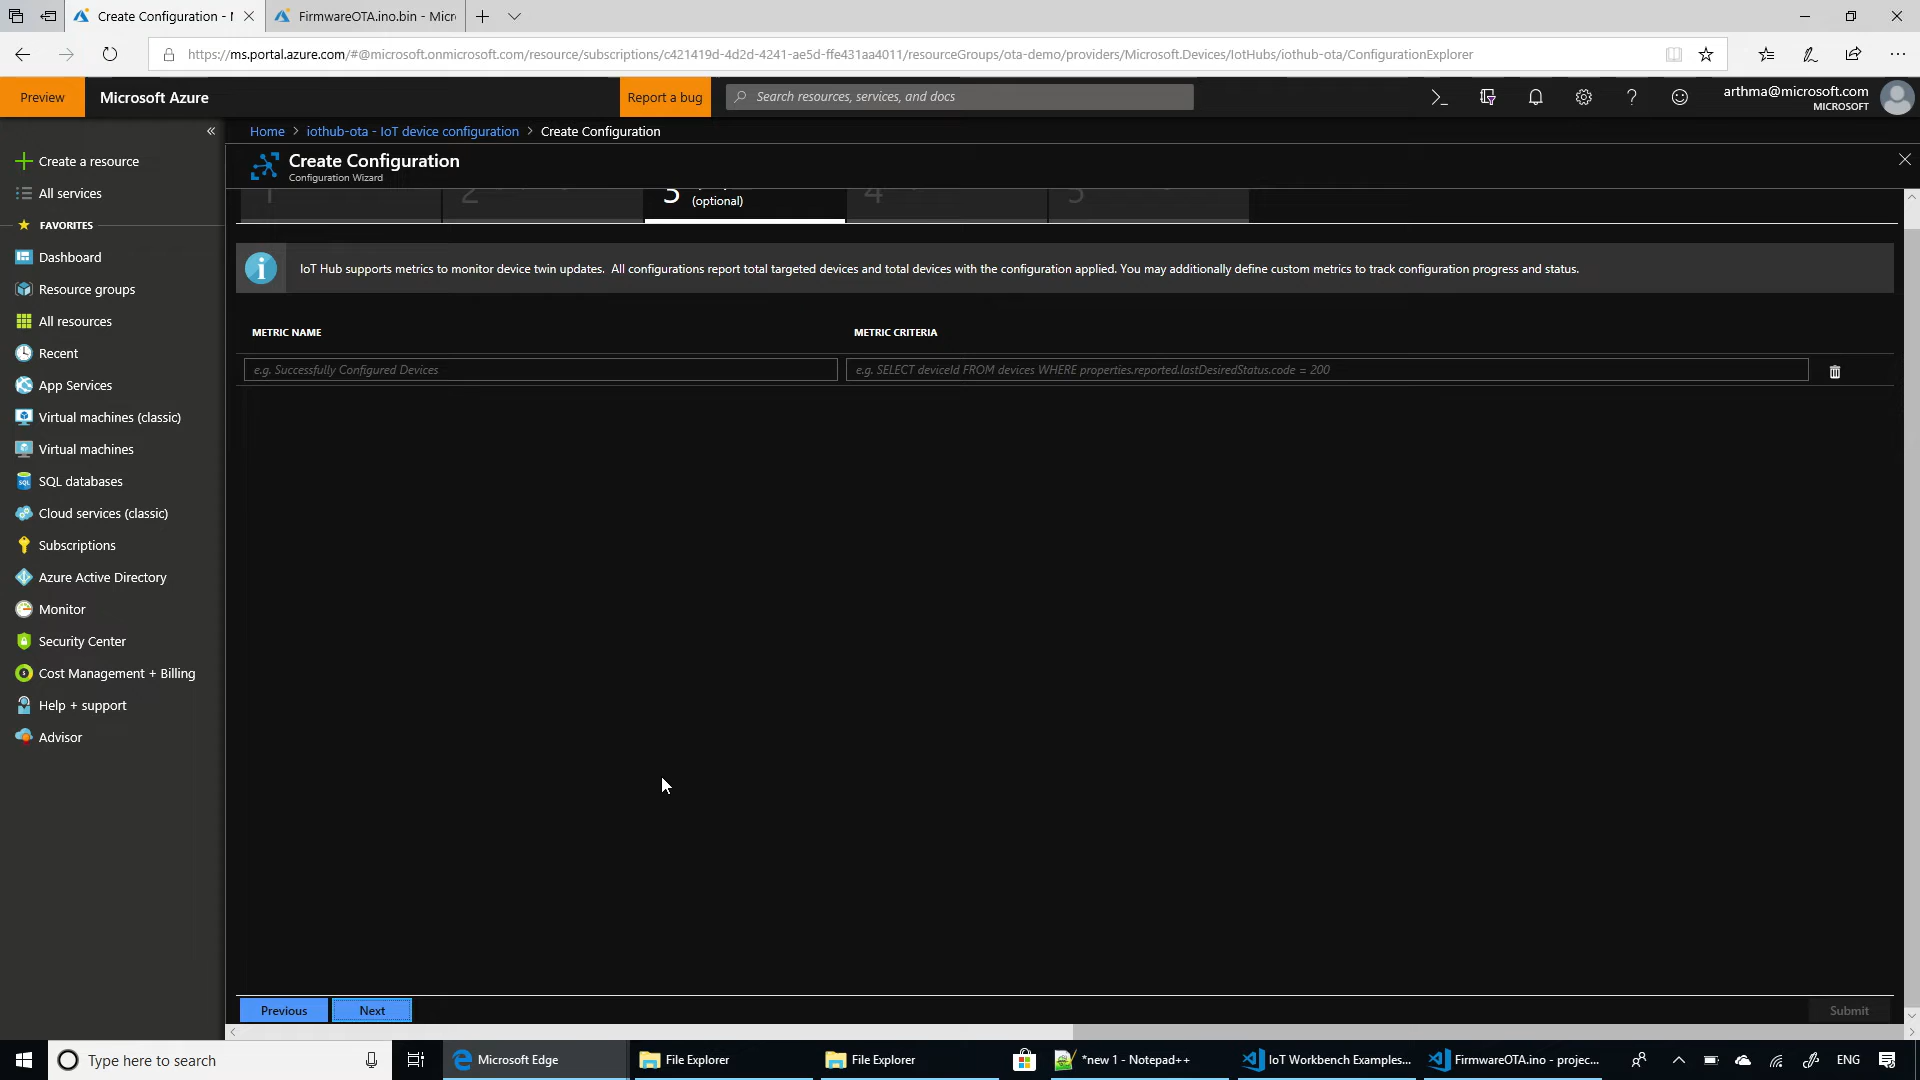 Create Configuration - M
FirmwareOTA.ino.bin - Micr
https://ms.portal.azure.com/#@microsoft.onmicrosoft.com/resource/subscriptions/c421419d-4d2d-4241-ae5d-ffe431aa4011/resourceGroups/ota-demo/providers/Microsoft.Devices/IotHubs/iothub-ota/ConfigurationExplorer
Preview
Microsoft Azure
Report a bug
Search resources, services, and docs
arthma@microsoft.com
MICROSOFT
Home > iothub-ota - IoT device configuration > Create Configuration
Create Configuration
Configuration Wizard
(optional)
Create a resource
All services
FAVORITES
Dashboard
Resource groups
All resources
Recent
App Services
Virtual machines (classic)
Virtual machines
SQL databases
Cloud services (classic)
Subscriptions
Azure Active Directory
Monitor
Security Center
Cost Management + Billing
Help + support
Advisor
IoT Hub supports metrics to monitor device twin updates. All configurations report total targeted devices and total devices with the configuration applied. You may additionally define custom metrics to track configuration progress and status.
METRIC NAME
METRIC CRITERIA
e.g. Successfully Configured Devices
e.g. SELECT deviceId FROM devices WHERE properties.reported.lastDesiredStatus.code = 200
Previous
Next
Submit
Type here to search
Microsoft Edge
File Explorer
File Explorer
*new 1 - Notepad++
IoT Workbench Examples...
FirmwareOTA.ino - projec...
ENG